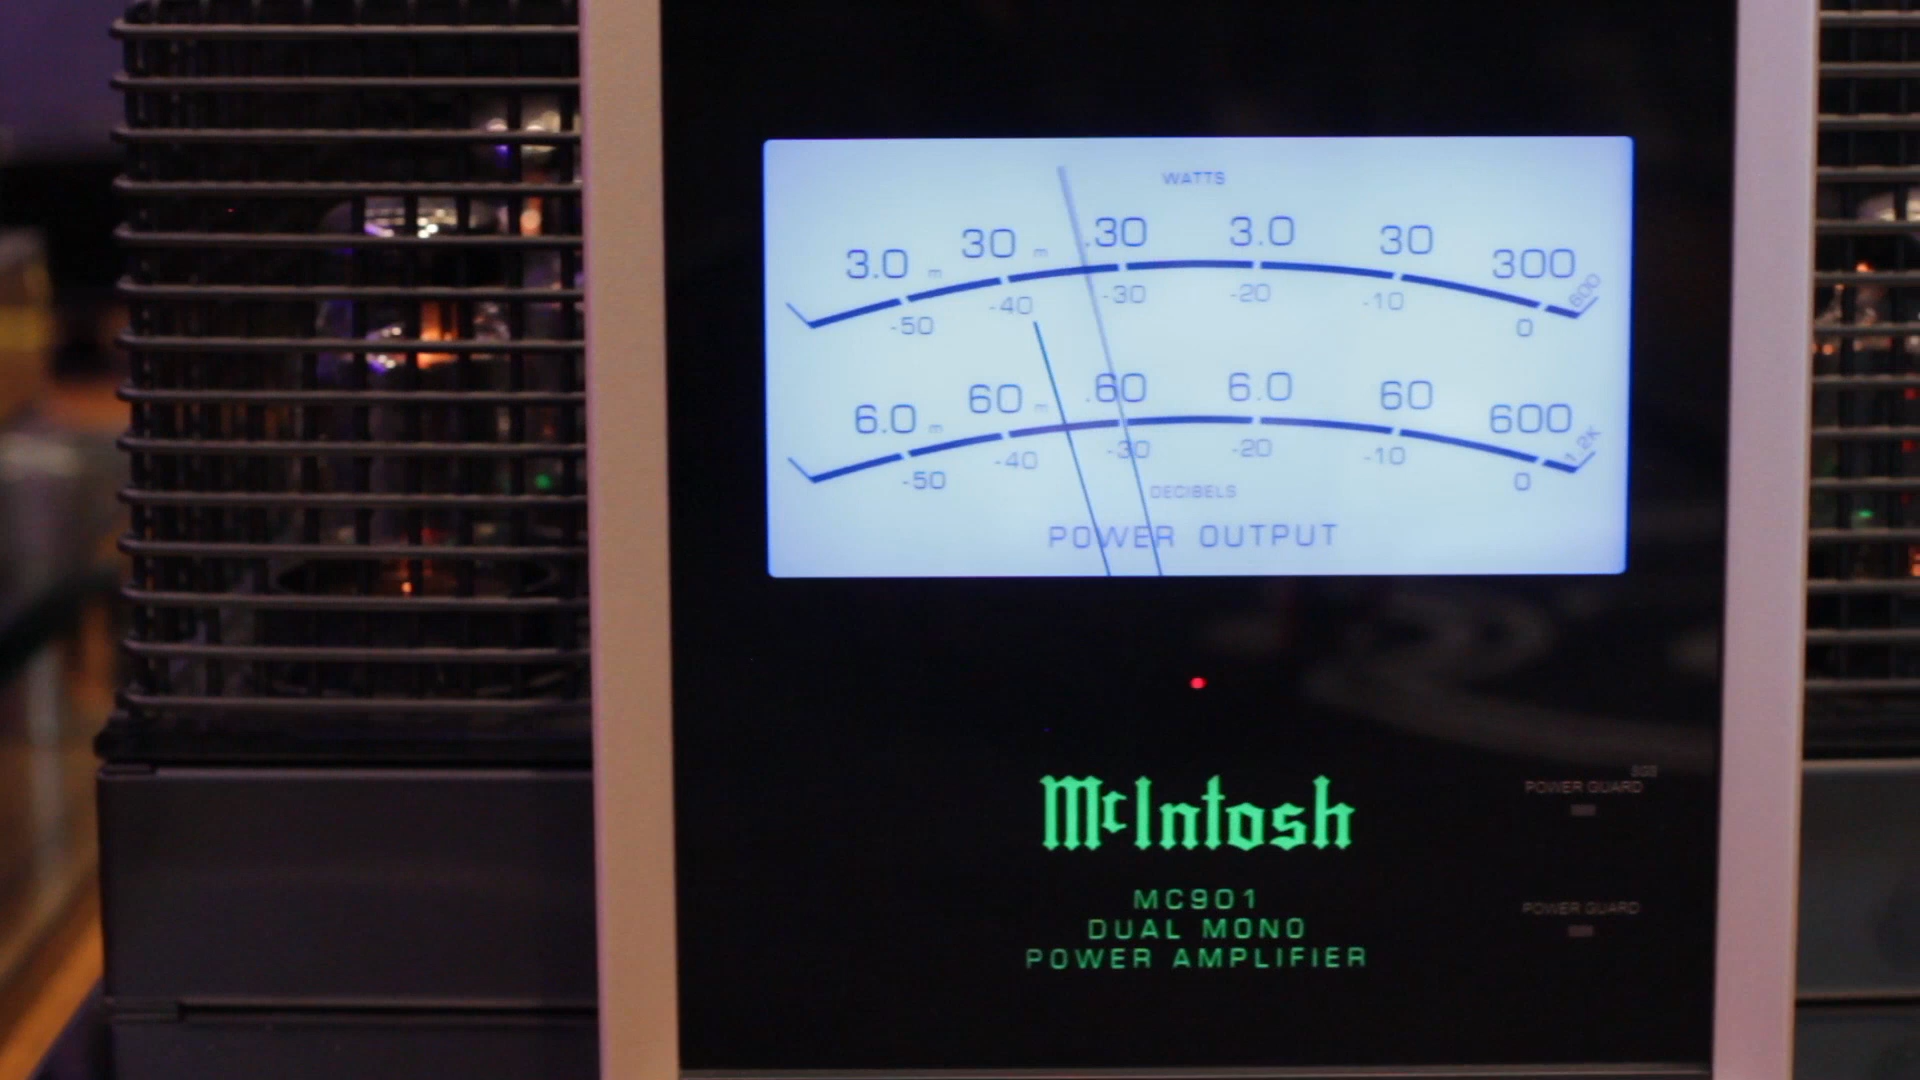 WATTS
3.0 m 30 m .30 3.0 30 300 600
-50 -40 -30 -20 -10 0
6.0 m 60 m .60 6.0 60 600 1.2K
-50 -40 -30 -20 -10 0
DECIBELS
POWER OUTPUT
McIntosh
MC901
DUAL MONO
POWER AMPLIFIER
POWER GUARD
POWER GUARD